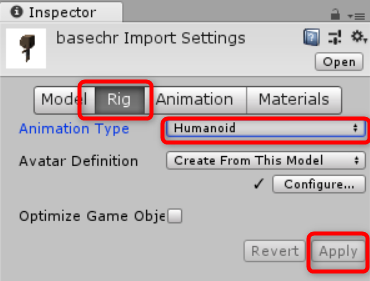 Inspector
basechr Import Settings
Open
Model Rig Animation Materials
Animation Type Humanoid
Avatar Definition Create From This Model
✓ Configure...
Optimize Game Obje
Revert Apply